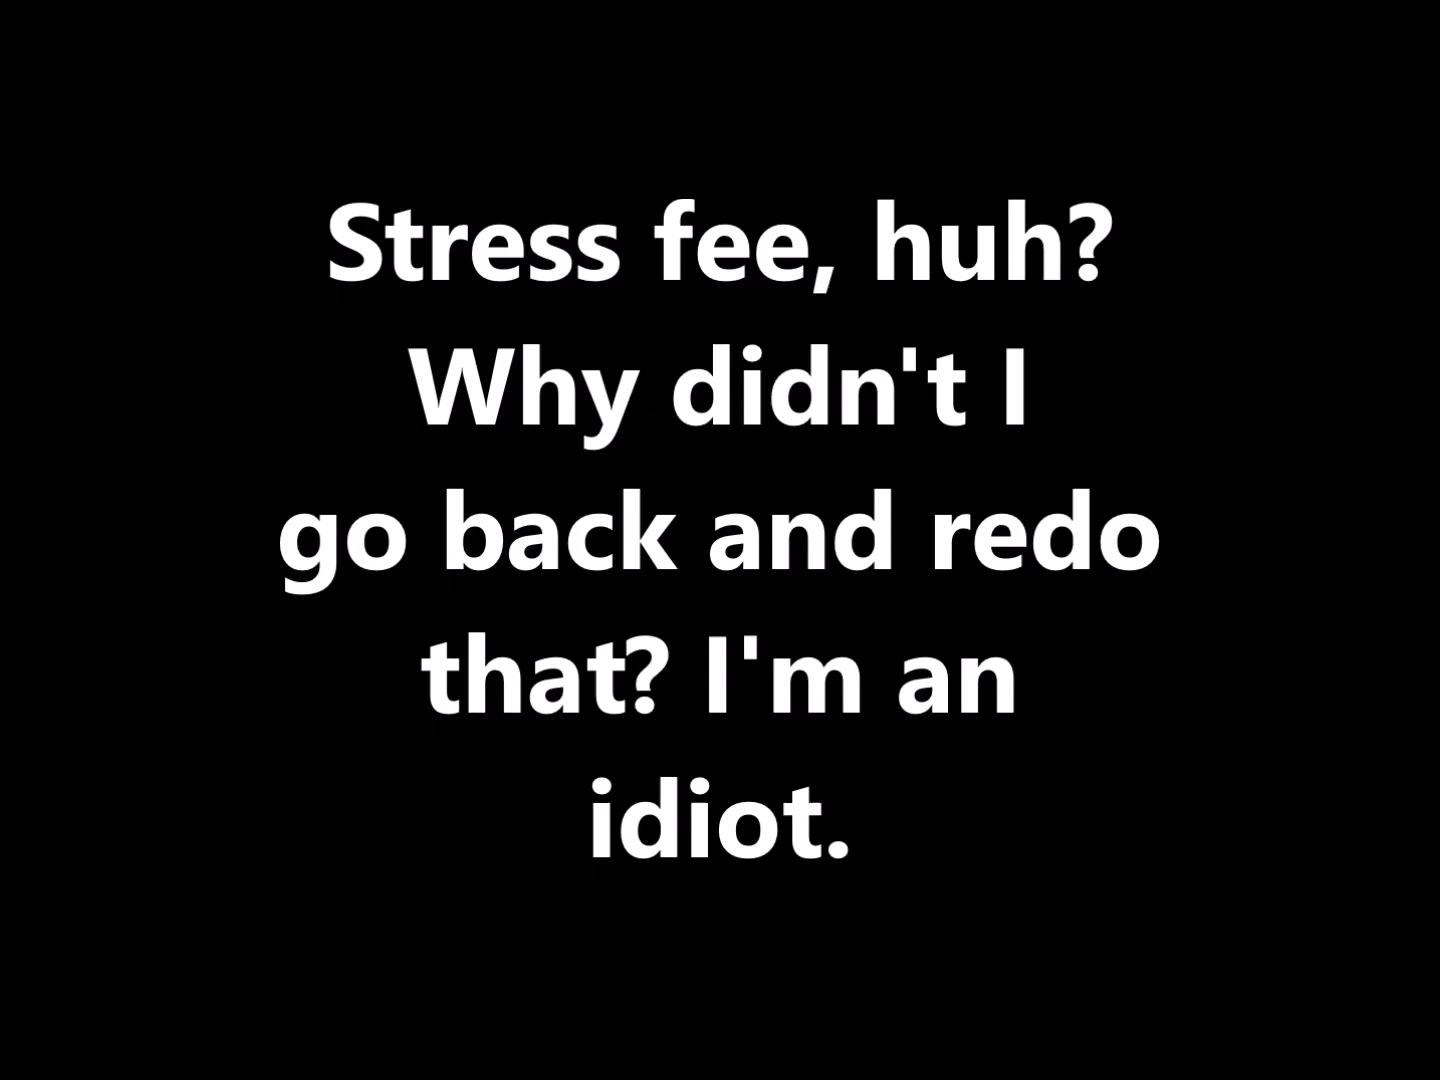 Stress fee, huh?
Why didn't I
go back and redo
that? I'm an
idiot.